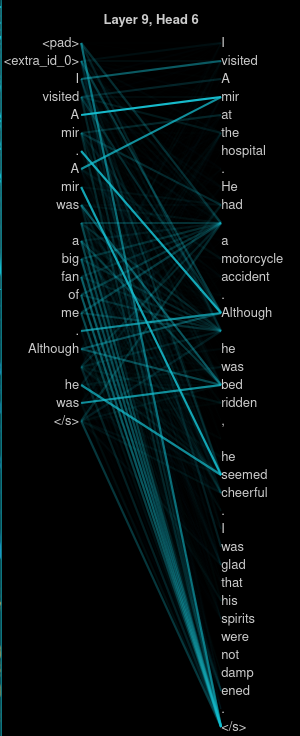 Layer 9, Head 6
<pad>
<extra_id_0>
I
visited
A
mir
.
A
mir
was
a
big
fan
of
me
.
Although
he
was
</s>
I
visited
A
mir
at
the
hospital
.
He
had
a
motorcycle
accident
.
Although
he
was
bed
ridden
,
he
seemed
cheerful
.
I
was
glad
that
his
spirits
were
not
damp
ened
.
</s>